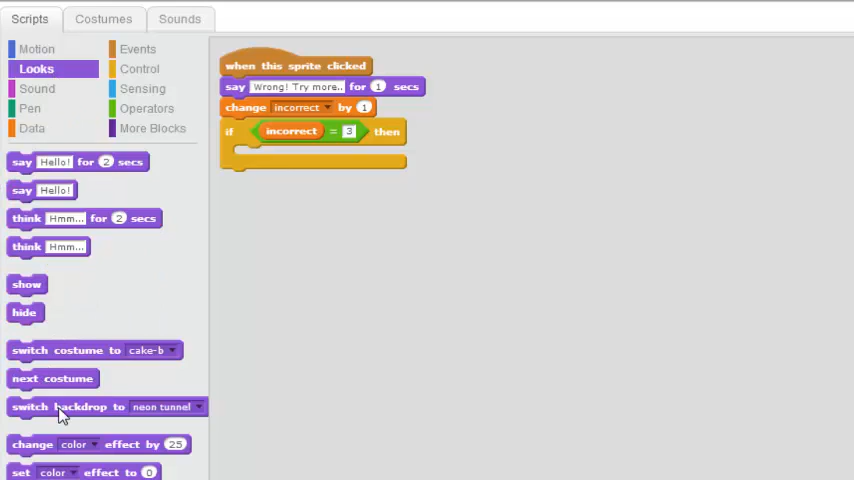 Scripts Costumes Sounds
Motion Events
Looks Control
Sound Sensing
Pen Operators
Data More Blocks
say Hello! for 2 secs
say Hello!
think Hmm... for 2 secs
think Hmm...
show
hide
switch costume to cake-b
next costume
switch backdrop to neon tunnel
change color effect by 25
set color effect to 0
when this sprite clicked
say Wrong! Try more.. for 1 secs
change incorrect by 1
if incorrect = 3 then